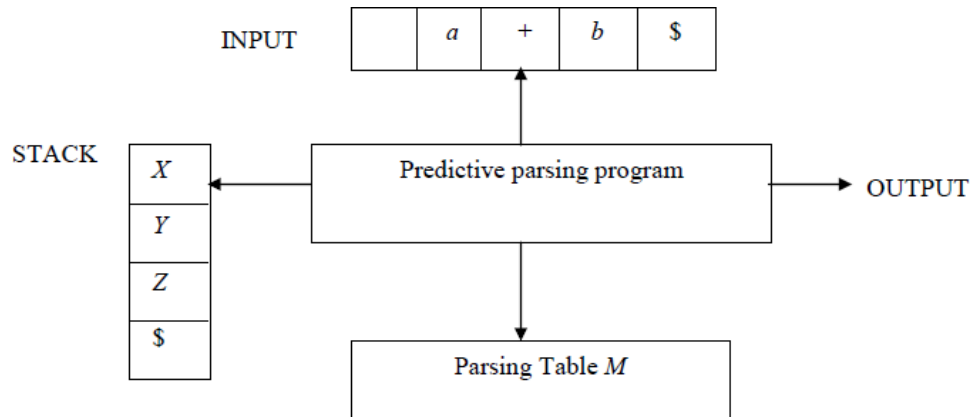 INPUT a + b $
STACK
X
Y
Z
$
Predictive parsing program
OUTPUT
Parsing Table M